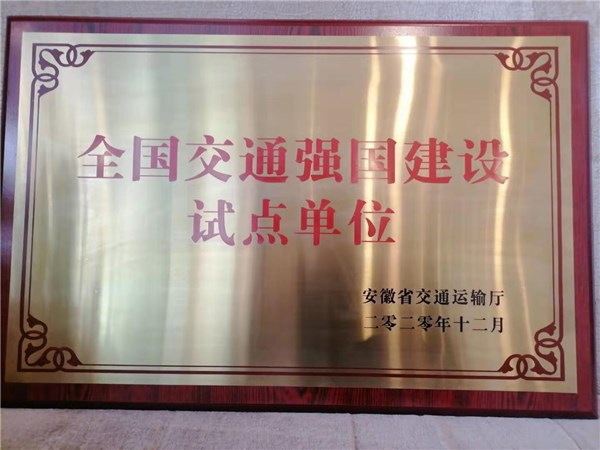 全国交通强国建设
试点单位
安徽省交通运输厅
二零二零年十二月